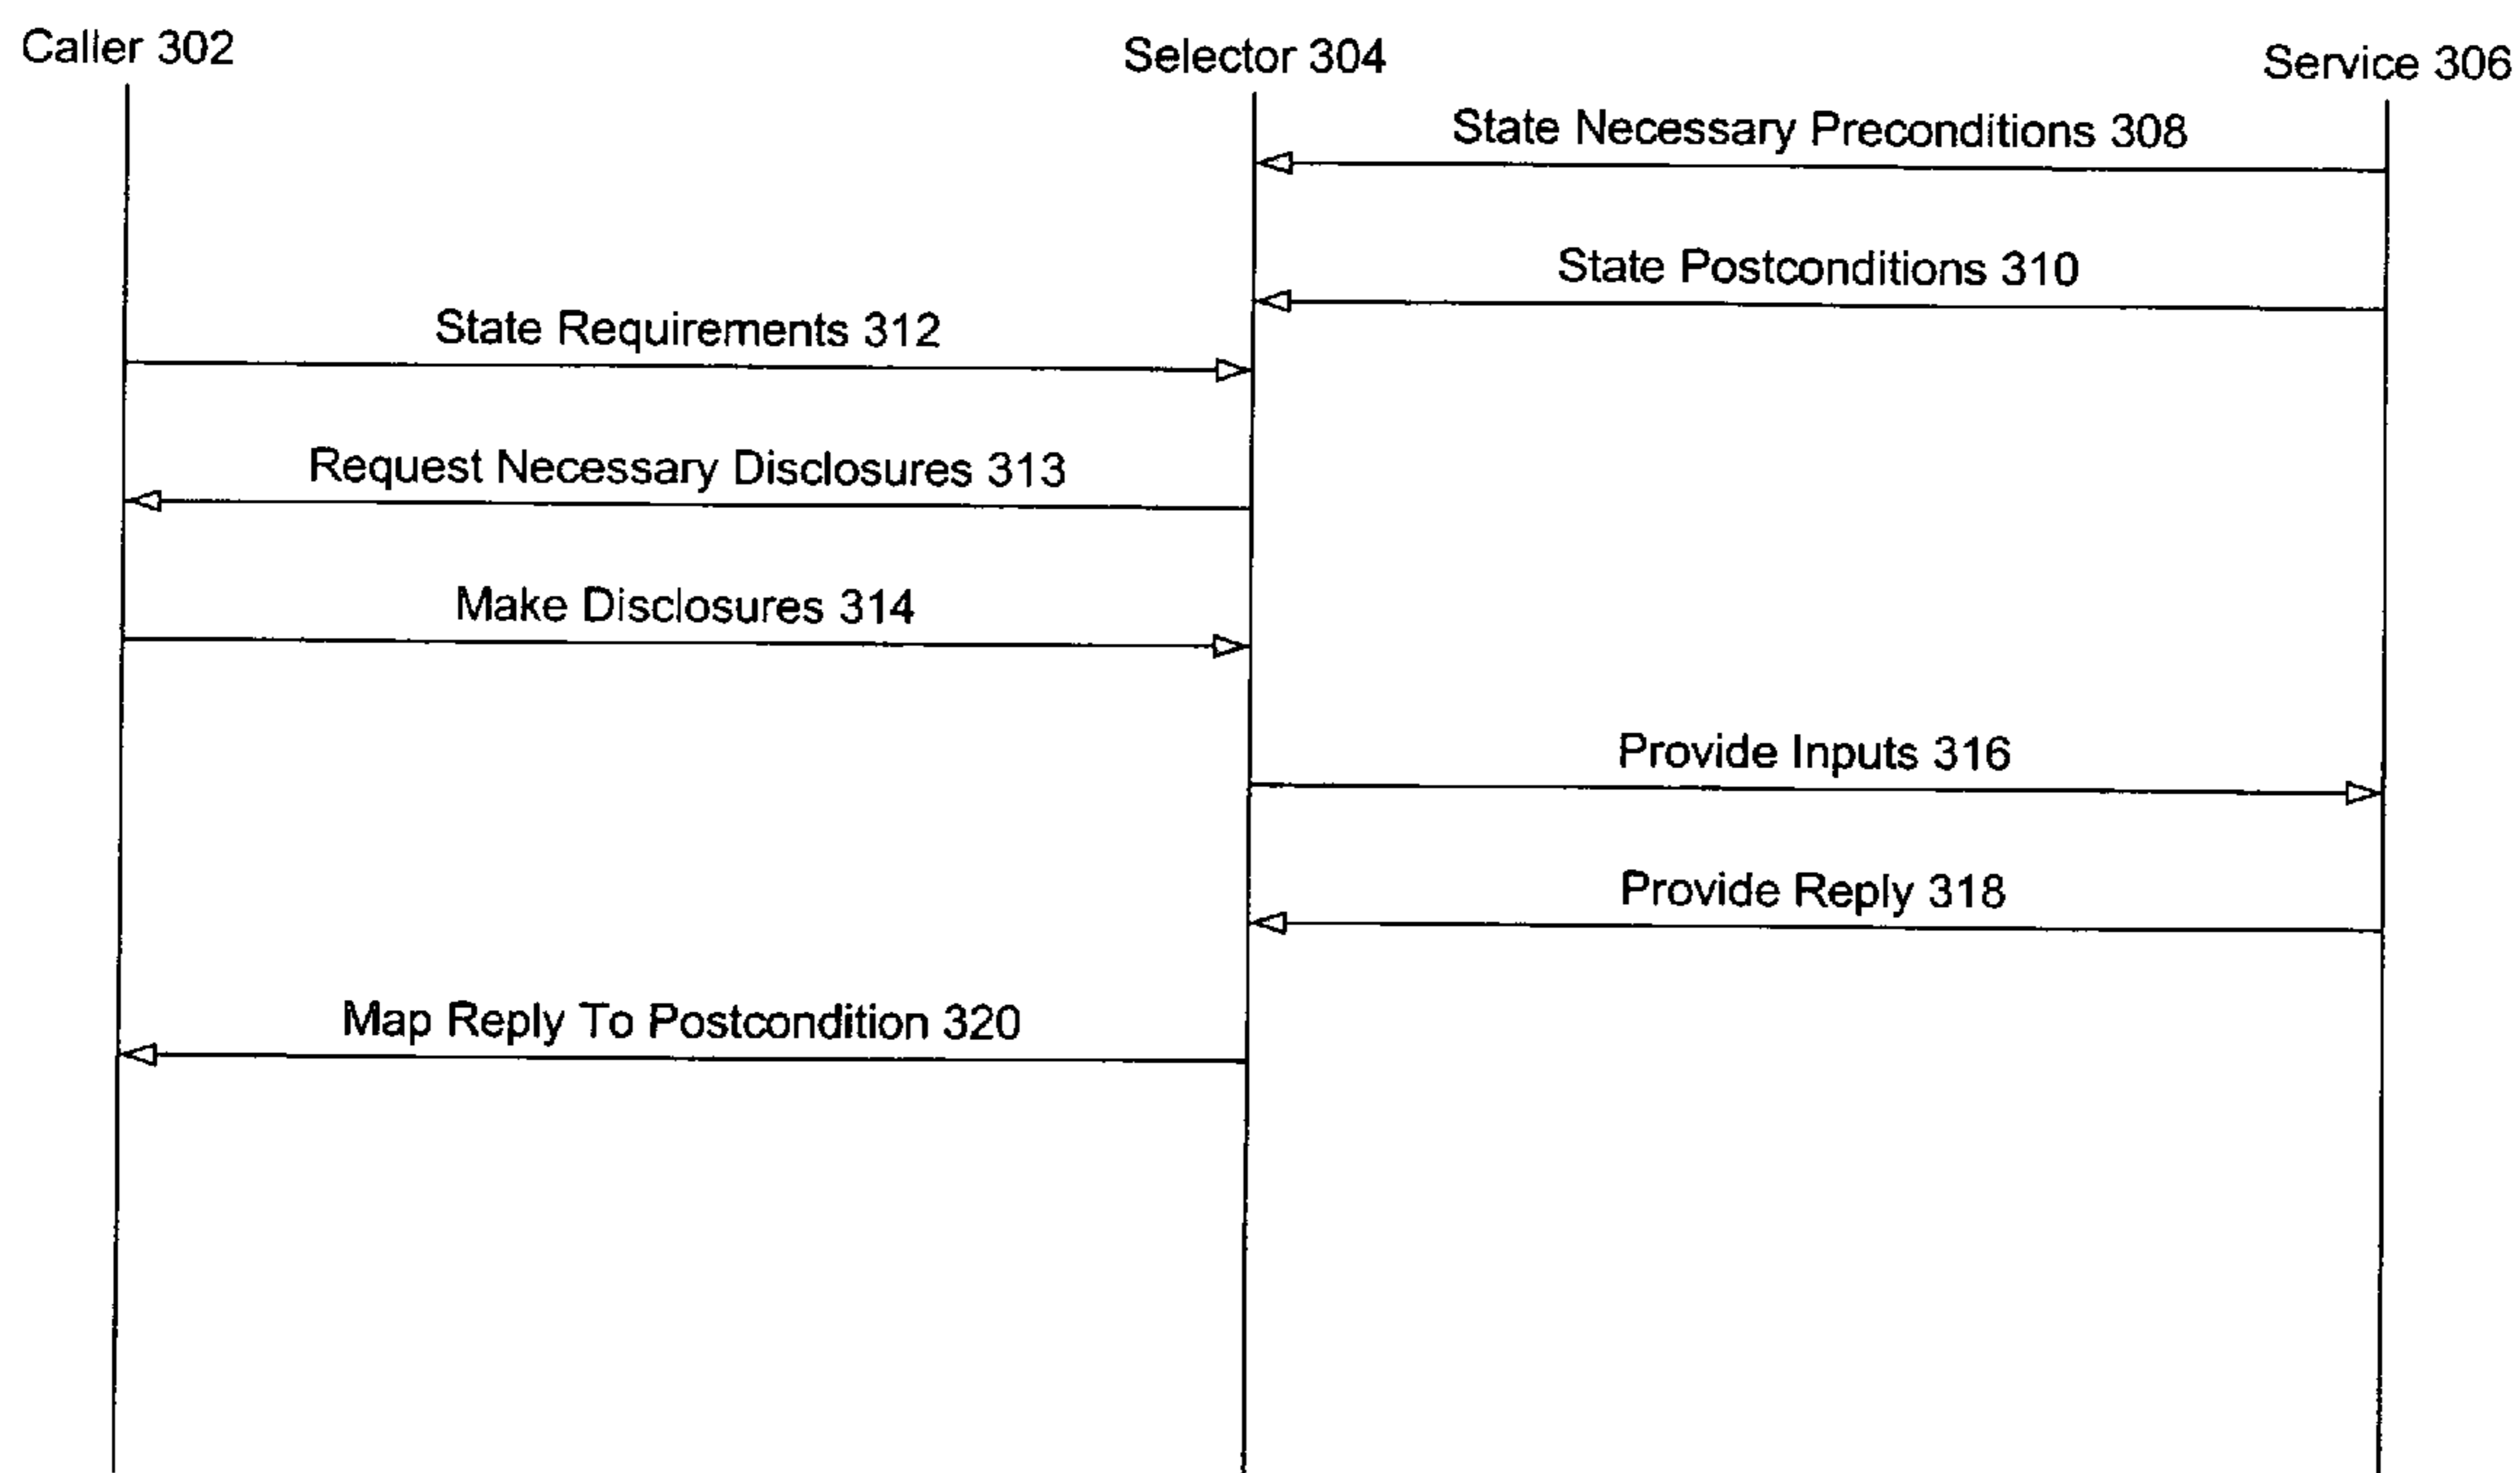 Caller 302
Selector 304
Service 306
State Necessary Preconditions 308
State Postconditions 310
State Requirements 312
Request Necessary Disclosures 313
Make Disclosures 314
Provide Inputs 316
Provide Reply 318
Map Reply To Postcondition 320